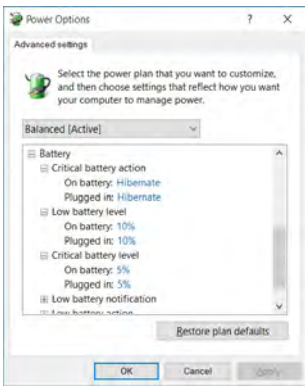 Power Options
?
Advanced settings
Select the power plan that you want to customize,
and then choose settings that reflect how you want
your computer to manage power.
Balanced [Active]
Battery
Critical battery action
On battery: Hibernate
Plugged in: Hibernate
Low battery level
On battery: 10%
Plugged in: 10%
Critical battery level
On battery: 5%
Plugged in: 5%
Low battery notification
Low battery action
Restore plan defaults
OK
Cancel
Apply